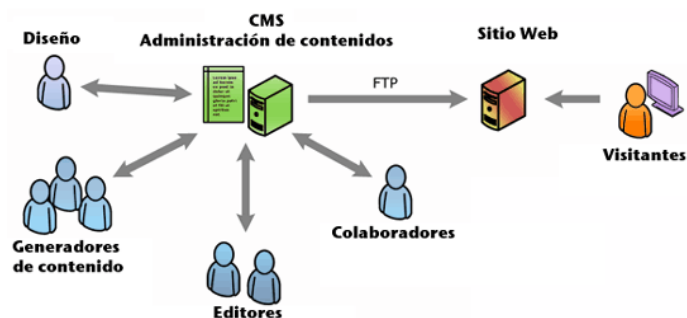 CMS
Administración de contenidos
Diseño
Sitio Web
FTP
Visitantes
Colaboradores
Generadores
de contenido
Editores